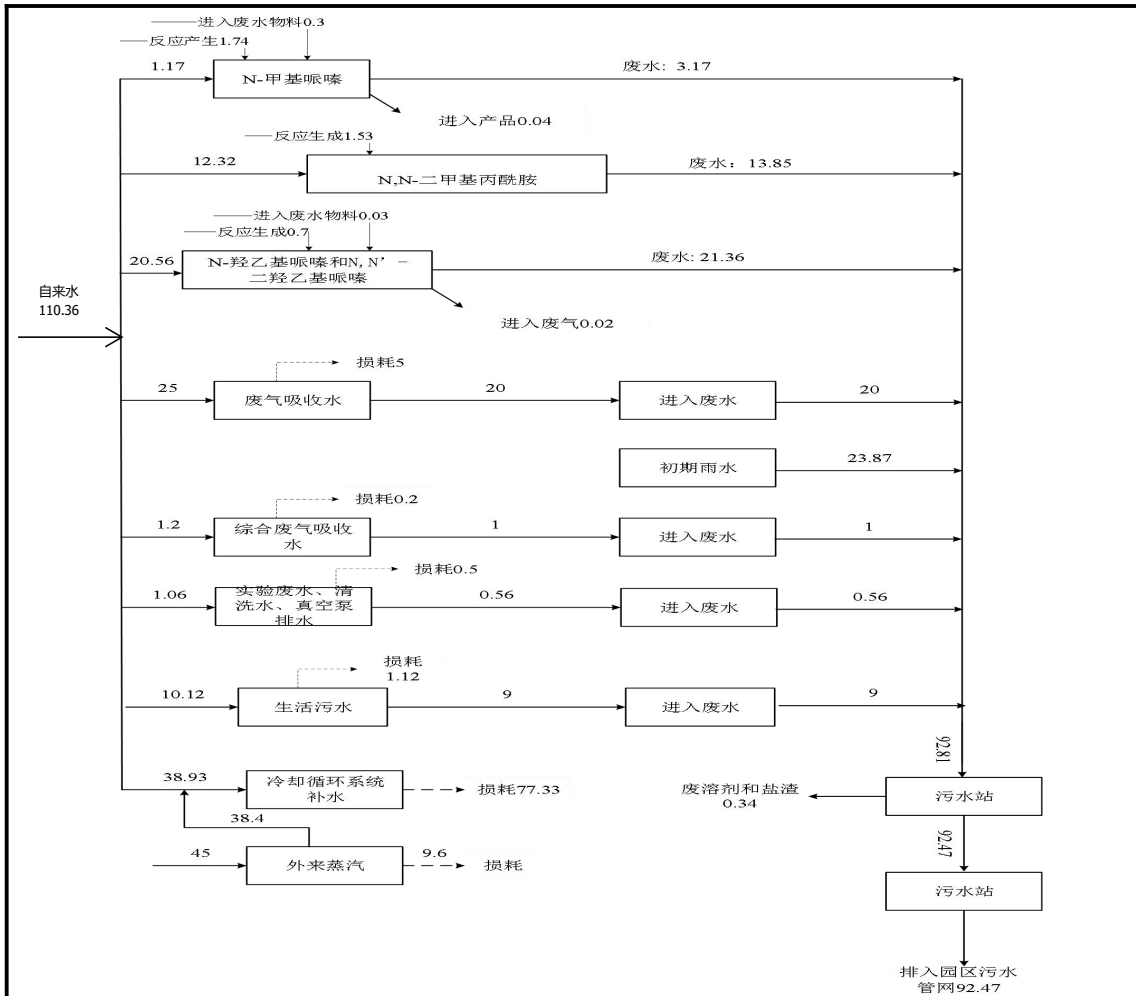 进入废水物料0.3
反应产生1.74
1.17
N-甲基哌嗪
废水: 3.17
进入产品0.04
反应生成1.53
12.32
N,N-二甲基丙酰胺
废水：13.85
进入废水物料0.03
反应生成0.7
20.56
N-羟乙基哌嗪和N, N’-
二羟乙基哌嗪
废水: 21.36
进入废气0.02
自来水
110.36
损耗5
25
废气吸收水
20
进入废水
20
初期雨水
23.87
损耗0.2
1.2
综合废气吸收
水
1
进入废水
1
损耗0.5
1.06
实验废水、清
洗水、真空泵
排水
0.56
进入废水
0.56
损耗
1.12
10.12
生活污水
9
进入废水
9
92.81
38.93
冷却循环系统
补水
损耗77.33
废溶剂和盐渣
0.34
污水站
38.4
92.47
45
外来蒸汽
9.6
损耗
污水站
排入园区污水
管网92.47